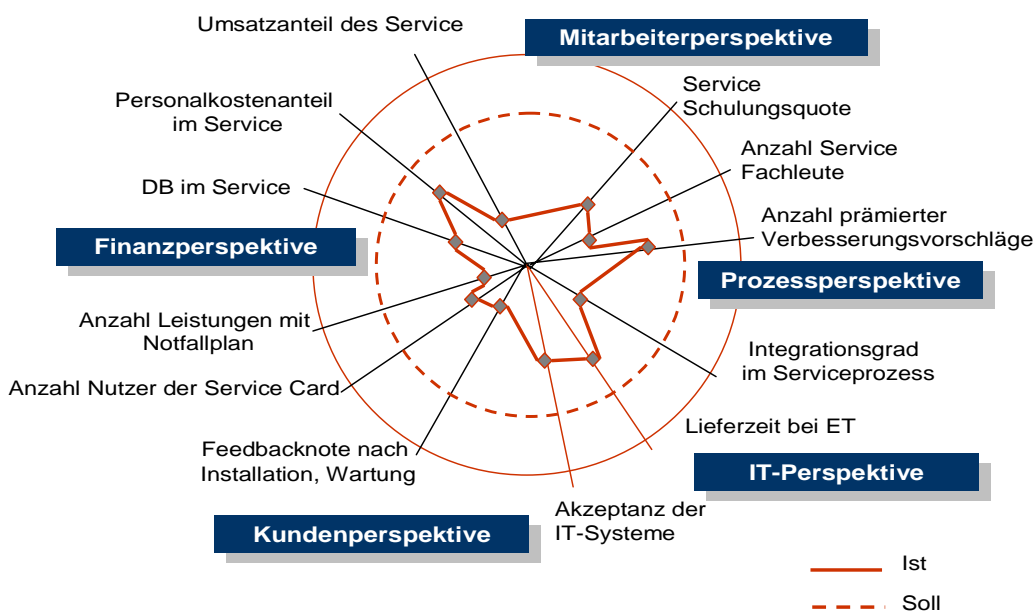 Umsatzanteil des Service
Mitarbeiterperspektive
Service
Schulungsquote
Personalkostenanteil
im Service
Anzahl Service
Fachleute
DB im Service
Anzahl prämierter
Verbesserungsvorschläge
Finanzperspektive
Prozessperspektive
Anzahl Leistungen mit
Notfallplan
Integrationsgrad
im Serviceprozess
Anzahl Nutzer der Service Card
Lieferzeit bei ET
Feedbacknote nach
Installation, Wartung
IT-Perspektive
Akzeptanz der
IT-Systeme
Kundenperspektive
Ist
Soll